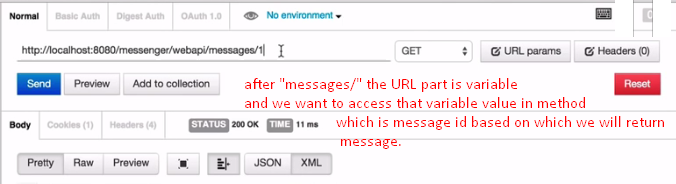 Normal Basic Auth Digest Auth OAuth 1.0 No environment
http://localhost:8080/messenger/webapi/messages/1 GET URL params Headers (0)
Send Preview Add to collection Reset
after "messages/" the URL part is variable
and we want to access that variable value in method
which is message id based on which we will return
message.
Body Cookies (1) Headers (4) STATUS 200 OK TIME 11 ms
Pretty Raw Preview JSON XML